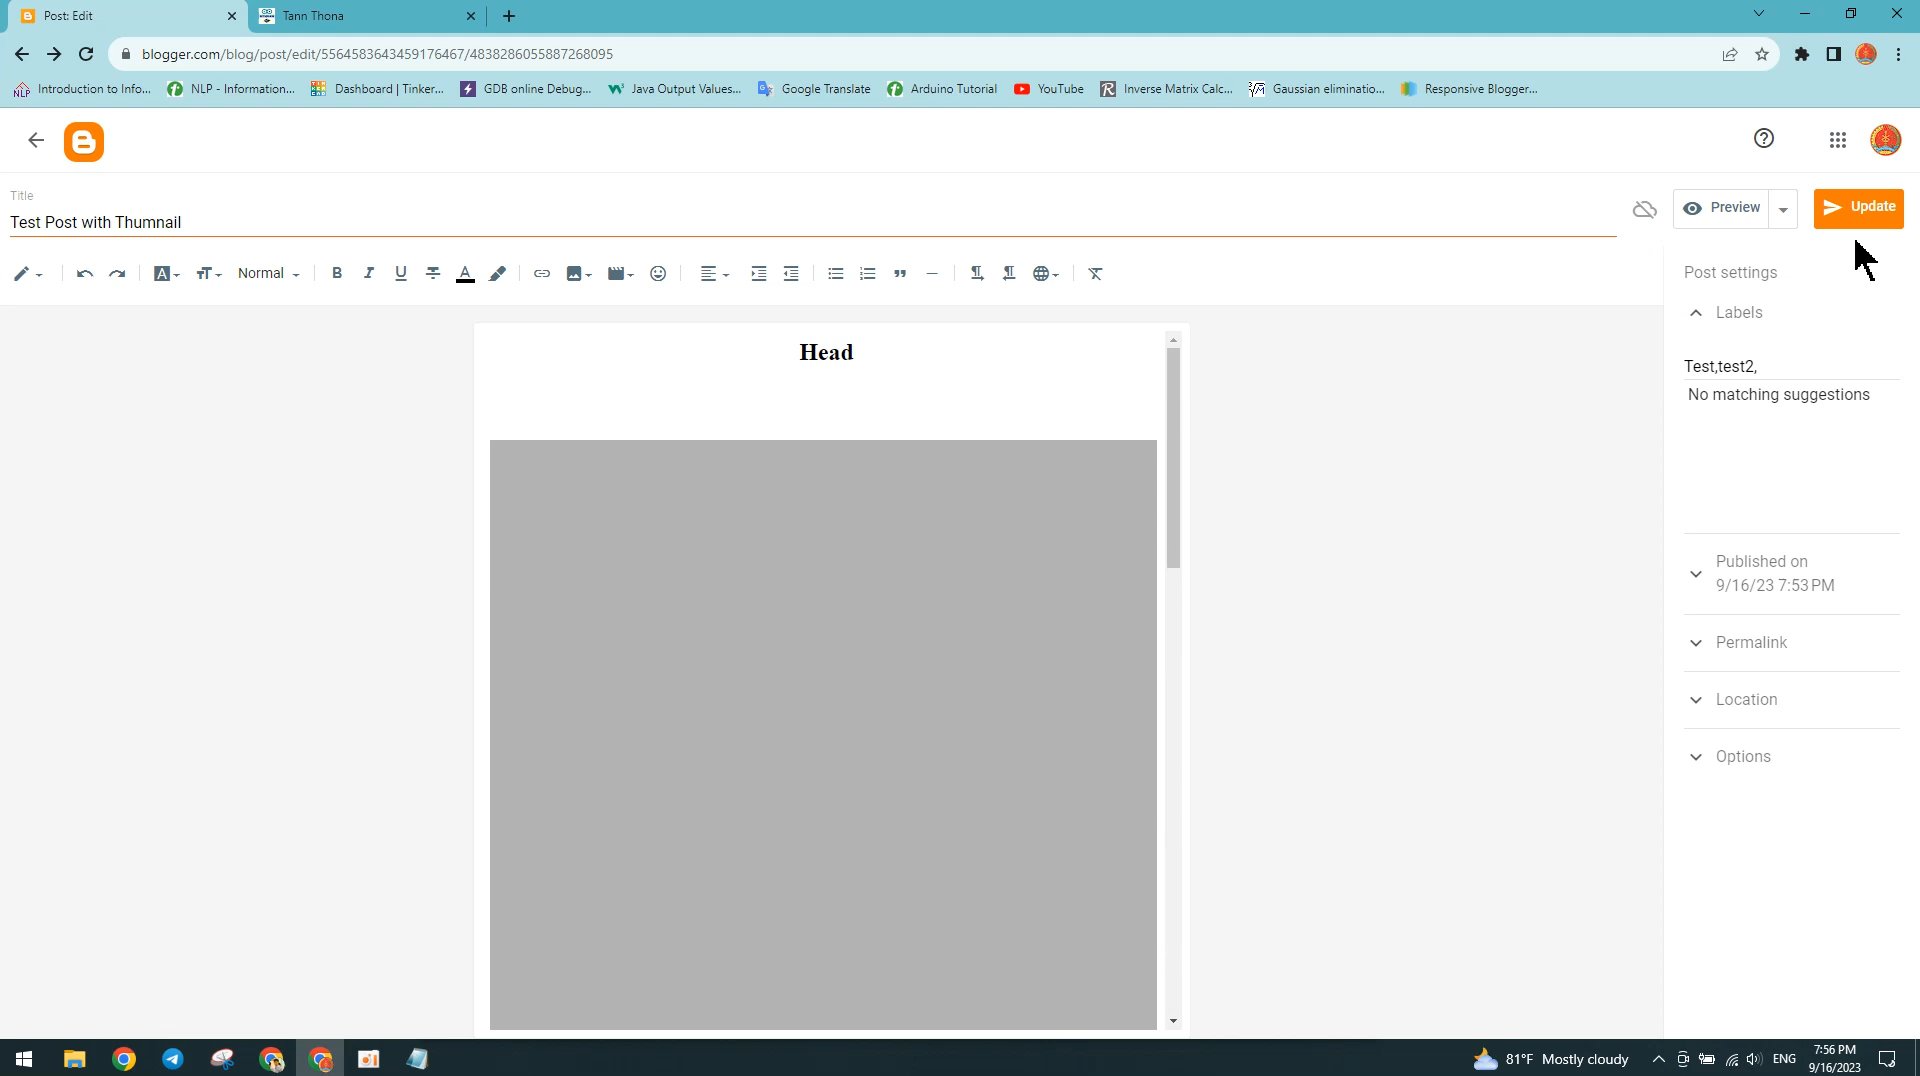 Post: Edit
Tann Thona
blogger.com/blog/post/edit/5564583643459176467/4838286055887268095
Introduction to Info...
NLP - Information...
Dashboard | Tinker...
GDB online Debug...
Java Output Values...
Google Translate
Arduino Tutorial
YouTube
Inverse Matrix Calc...
Gaussian eliminatio...
Responsive Blogger...
Title
Test Post with Thumnail
Preview
Update
Normal
Post settings
Labels
Head
Test,test2,
No matching suggestions
Published on
9/16/23 7:53 PM
Permalink
Location
Options
81°F Mostly cloudy
ENG
7:56 PM
9/16/2023